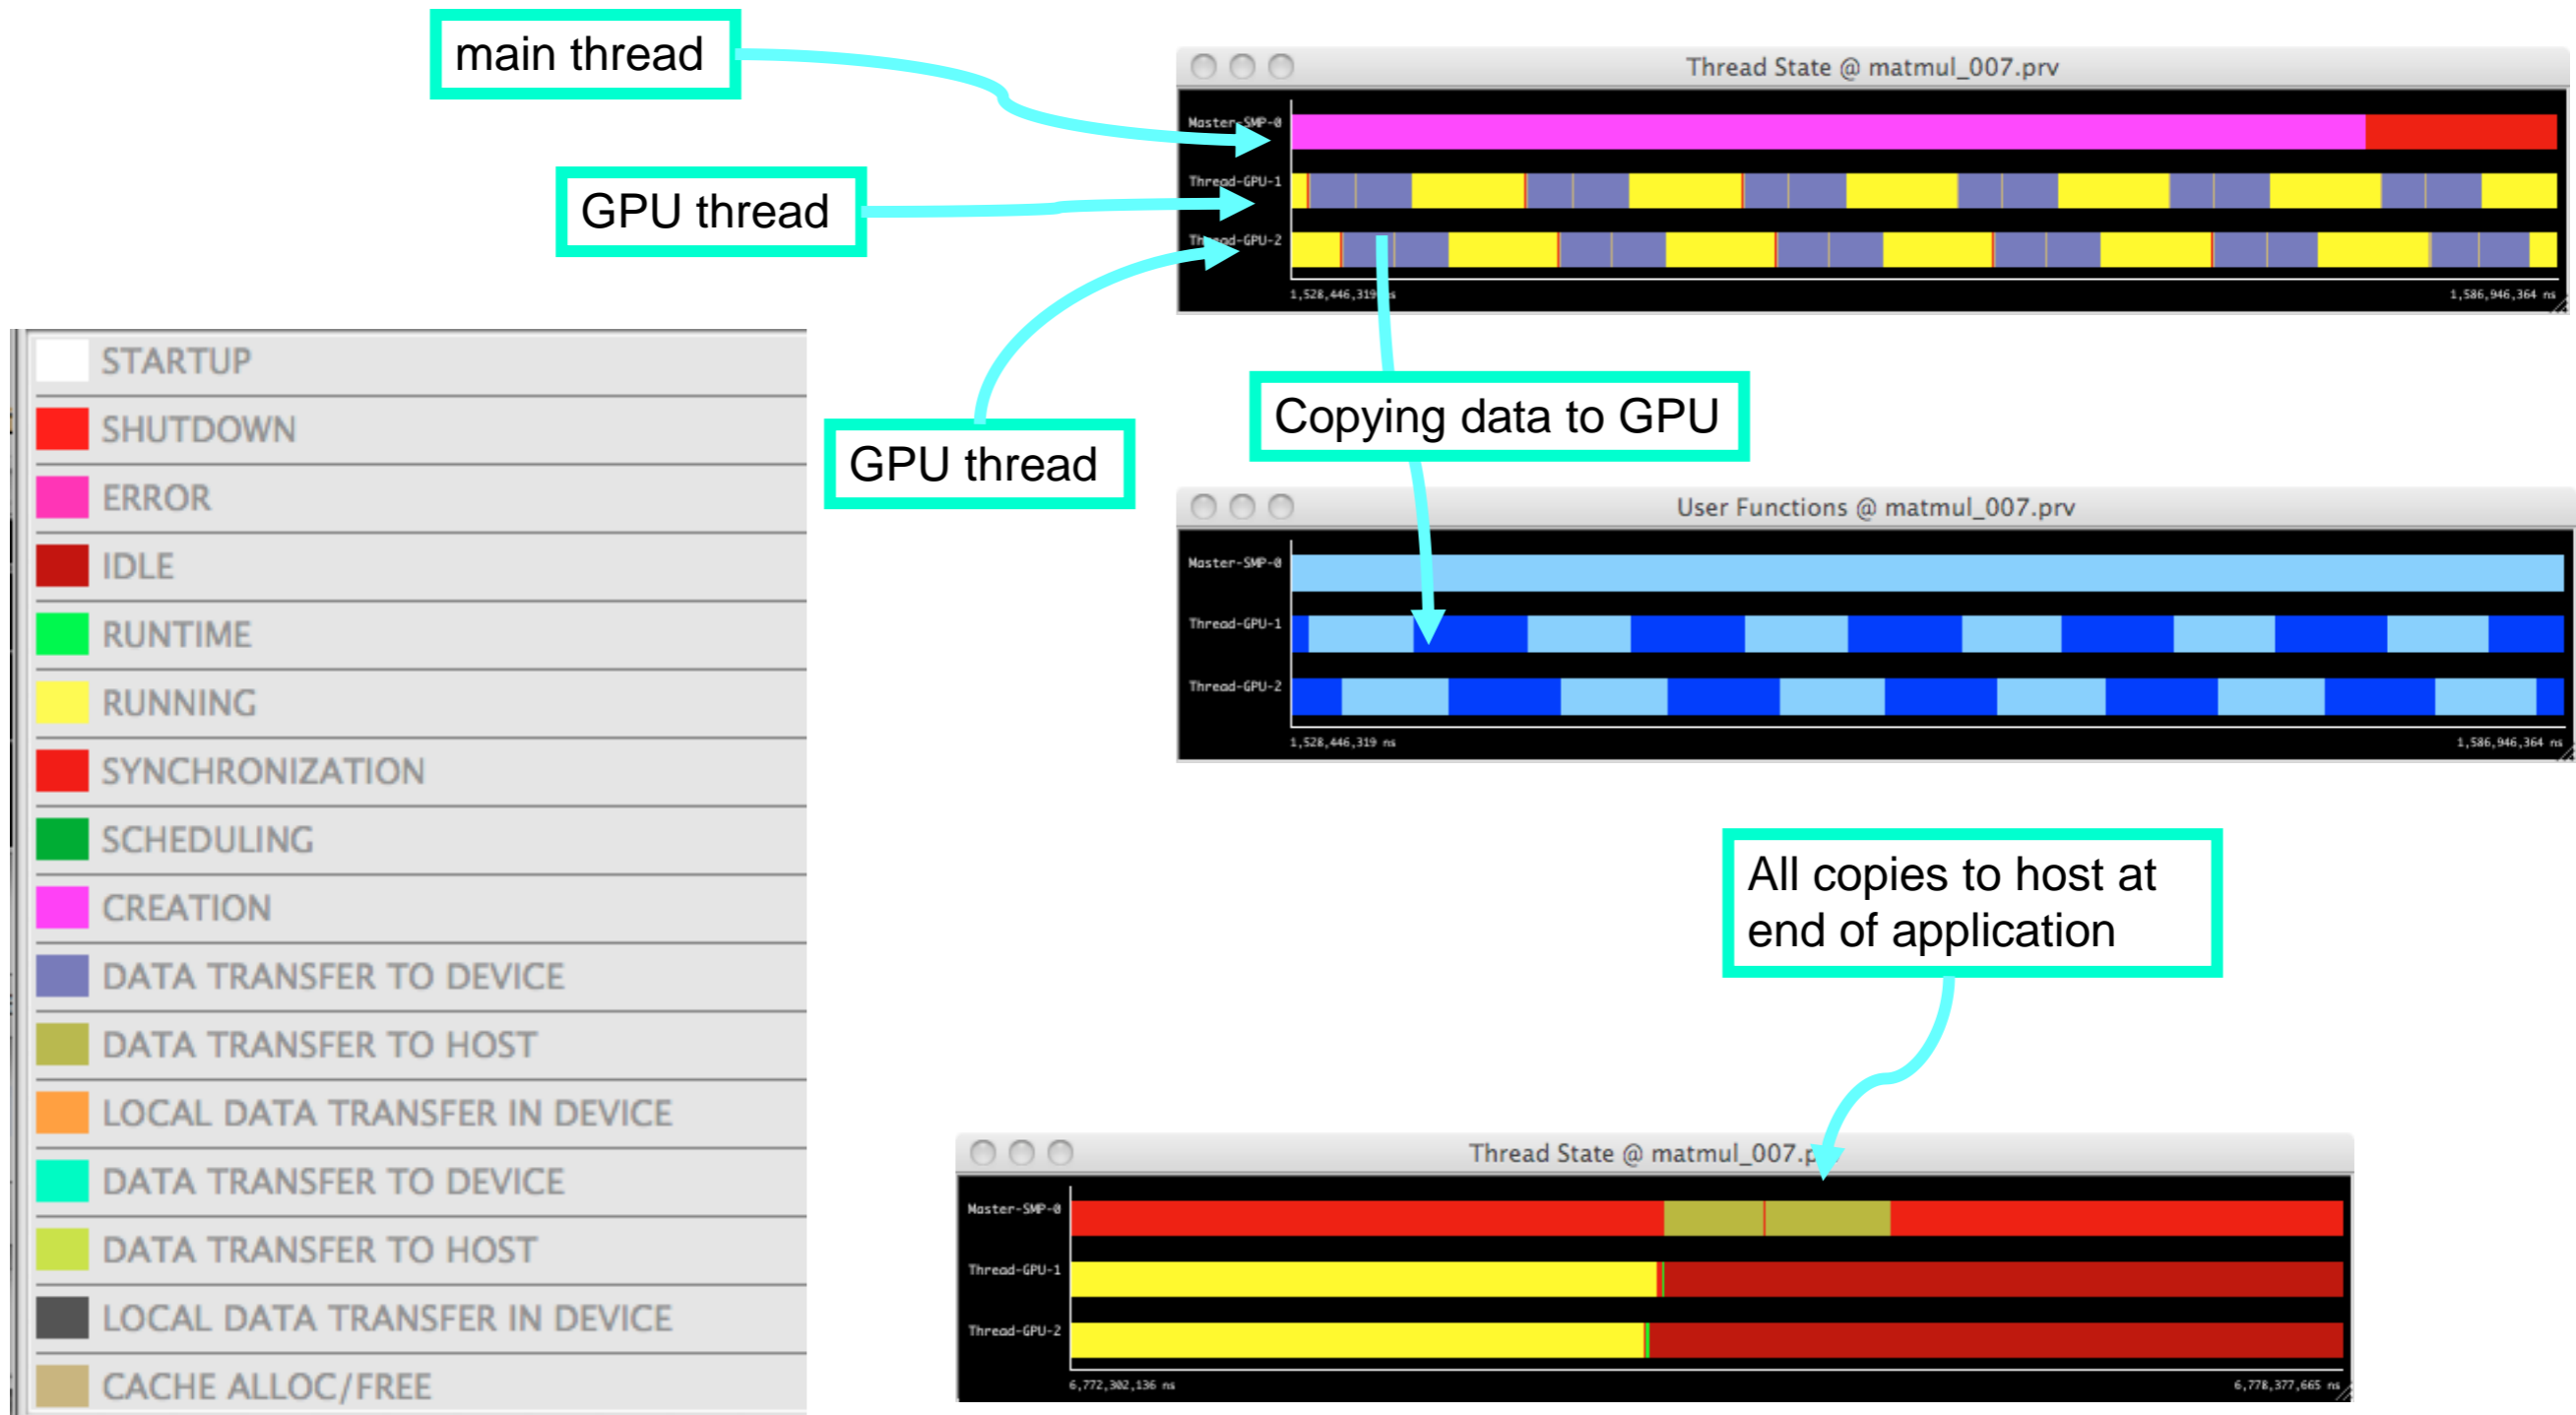 main thread
Thread State @ matmul_007.prv
Master-SMP-0
GPU thread
Thread-GPU-1
Thread-GPU-2
1,528,446,319 ns
1,586,946,364 ns
STARTUP
SHUTDOWN
ERROR
IDLE
RUNTIME
RUNNING
SYNCHRONIZATION
SCHEDULING
CREATION
DATA TRANSFER TO DEVICE
DATA TRANSFER TO HOST
LOCAL DATA TRANSFER IN DEVICE
DATA TRANSFER TO DEVICE
DATA TRANSFER TO HOST
LOCAL DATA TRANSFER IN DEVICE
CACHE ALLOC/FREE
GPU thread
Copying data to GPU
User Functions @ matmul_007.prv
Master-SMP-0
Thread-GPU-1
Thread-GPU-2
1,528,446,319 ns
1,586,946,364 ns
All copies to host at
end of application
Thread State @ matmul_007.prv
Master-SMP-0
Thread-GPU-1
Thread-GPU-2
6,772,302,136 ns
6,778,377,665 ns